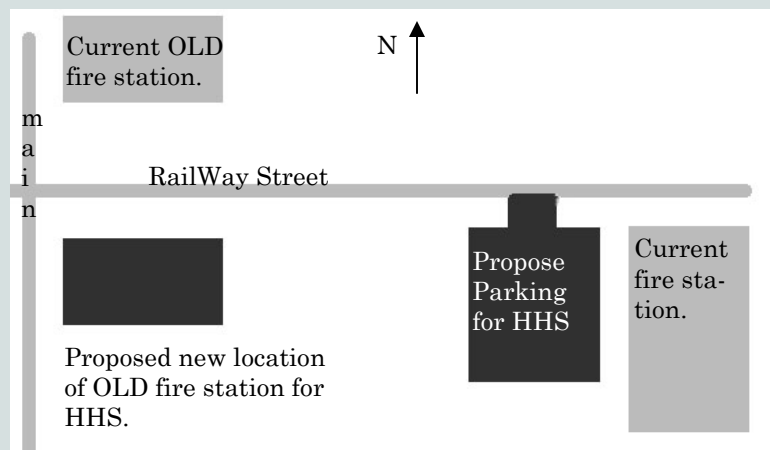 Current OLD
fire station.
N
m
a
i
n
RailWay Street
Propose
Parking
for HHS
Current
fire sta-
tion.
Proposed new location
of OLD fire station for
HHS.